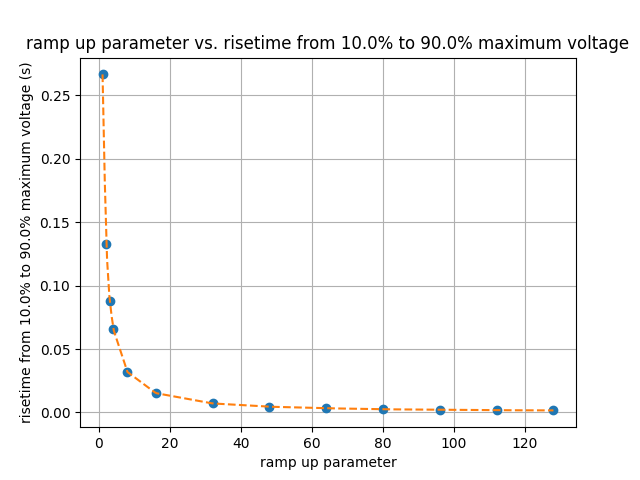 ramp up parameter vs. risetime from 10.0% to 90.0% maximum voltage
risetime from 10.0% to 90.0% maximum voltage (s)
0.25
0.20
0.15
0.10
0.05
0.00
0 20 40 60 80 100 120
ramp up parameter